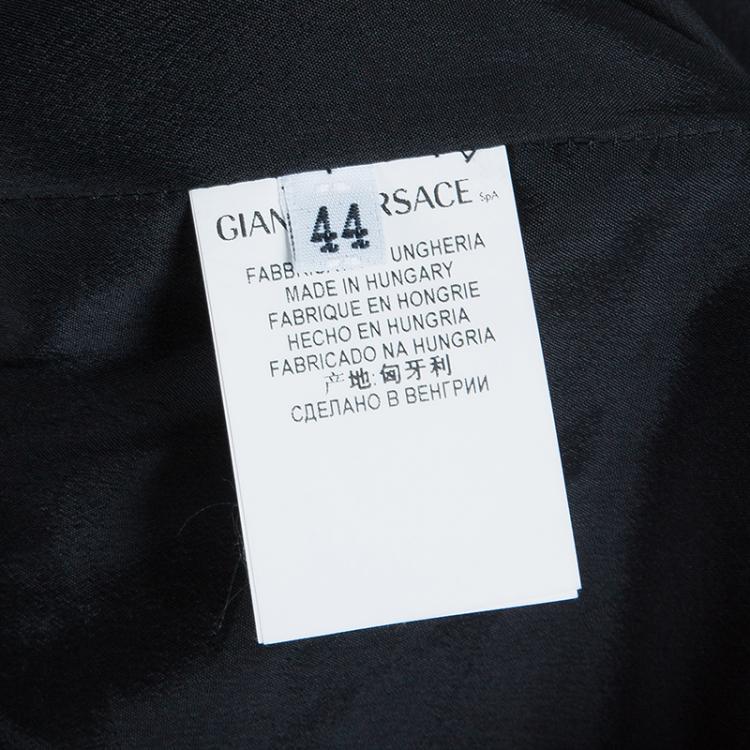 GIAN RSACE SpA
44
FABBRICA UNGHERIA
MADE IN HUNGARY
FABRIQUE EN HONGRIE
HECHO EN HUNGRIA
FABRICADO NA HUNGRIA
产地:匈牙利
СДЕЛАНО В ВЕНГРИИ